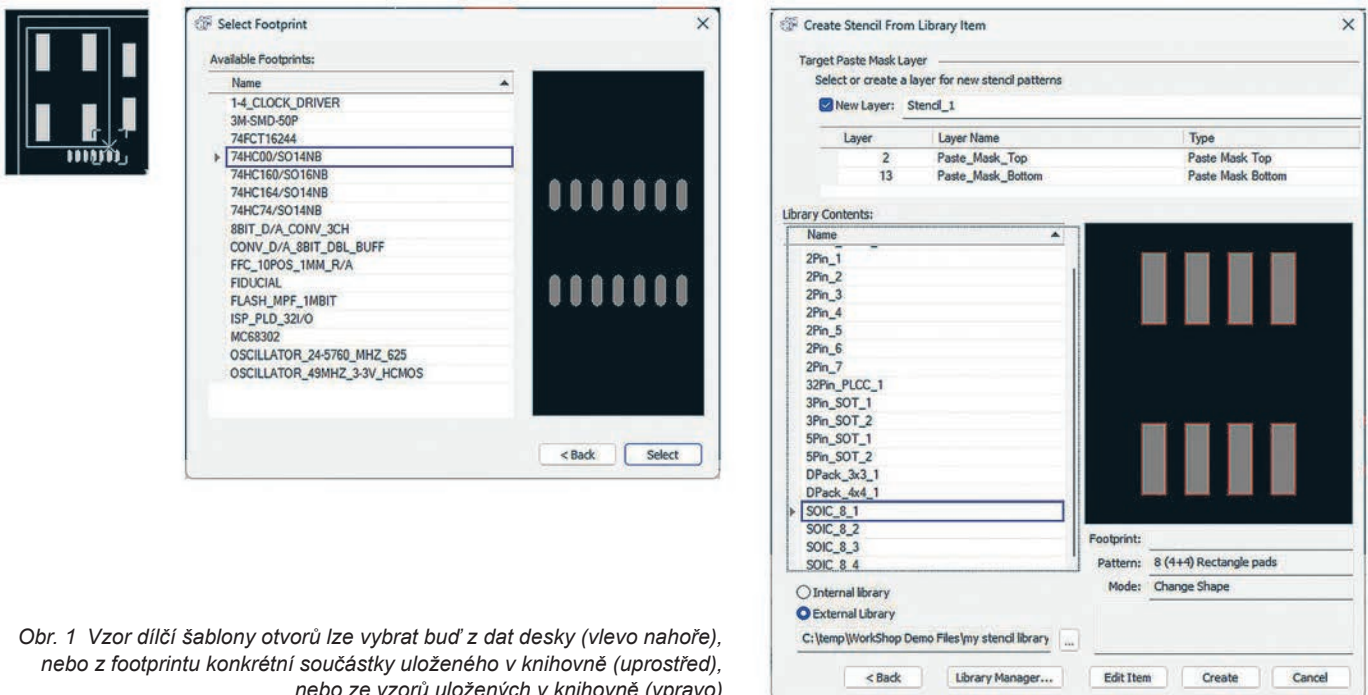 Select Footprint
Available Footprints:
Name
1-4_CLOCK_DRIVER
3M-SMD-50P
74FCT16244
74HC00/SO14NB
74HC160/SO16NB
74HC164/SO14NB
74HC74/SO14NB
8BIT_D/A_CONV_3CH
CONV_D/A_8BIT_DBL_BUFF
FFC_10POS_1MM_R/A
FIDUCIAL
FLASH_MPF_1MBIT
ISP_PLD_32I/O
MC68302
OSCILLATOR_24-5760_MHZ_625
OSCILLATOR_49MHZ_3-3V_HCMOS
< Back Select
Create Stencil From Library Item
Target Paste Mask Layer
Select or create a layer for new stencil patterns
New Layer: Stencil_1
Layer Layer Name Type
2 Paste_Mask_Top Paste Mask Top
13 Paste_Mask_Bottom Paste Mask Bottom
Library Contents:
Name
2Pin_1
2Pin_2
2Pin_3
2Pin_4
2Pin_5
2Pin_6
2Pin_7
32Pin_PLCC_1
3Pin_SOT_1
3Pin_SOT_2
5Pin_SOT_1
5Pin_SOT_2
DPack_3x3_1
DPack_4x4_1
SOIC_8_1
SOIC_8_2
SOIC_8_3
SOIC_8_4
Footprint:
Pattern: 8 (4+4) Rectangle pads
Mode: Change Shape
Internal library
External Library
C:\temp\WorkShop Demo Files\my stencil library ...
< Back Library Manager... Edit Item Create Cancel
Obr. 1 Vzor dílčí šablony otvorů lze vybrat buď z dat desky (vlevo nahoře),
nebo z footprintu konkrétní součástky uloženého v knihovně (uprostřed),
nebo ze vzorů uložených v knihovně (vpravo)